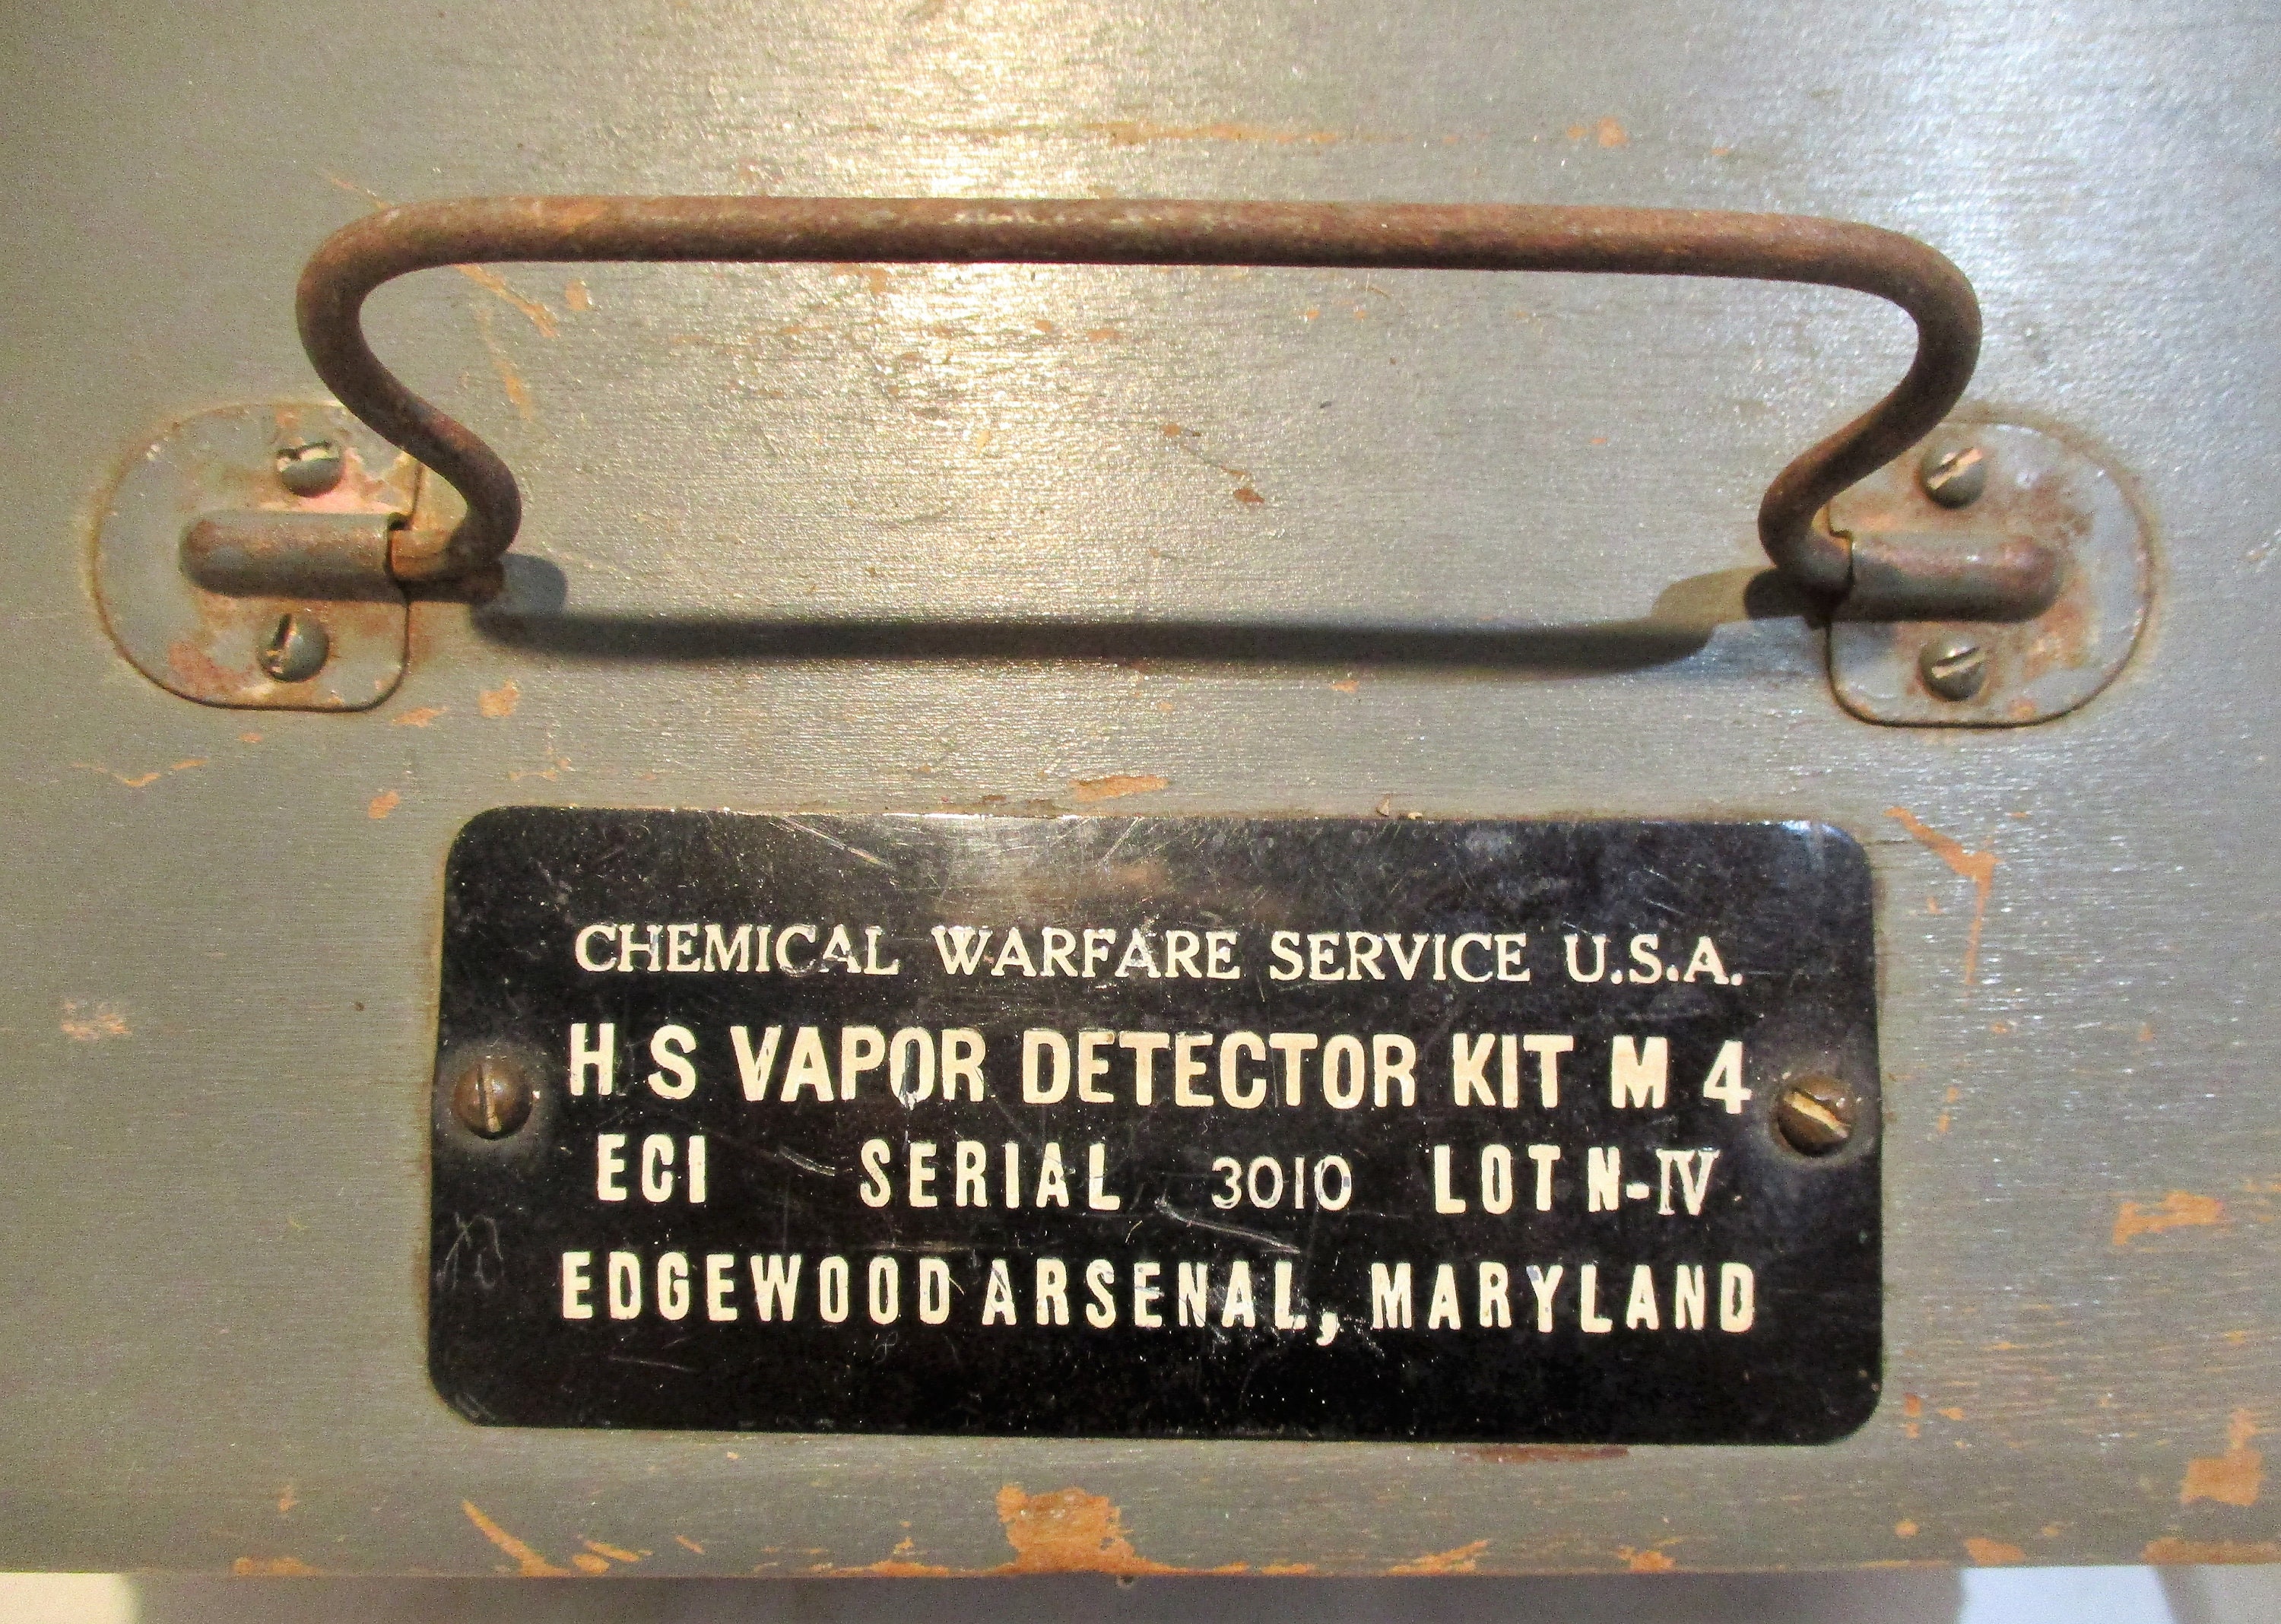 CHEMICAL WARFARE SERVICE U.S.A.
H S VAPOR DETECTOR KIT M 4
ECI SERIAL 3010 LOT N-IV
EDGEWOOD ARSENAL, MARYLAND